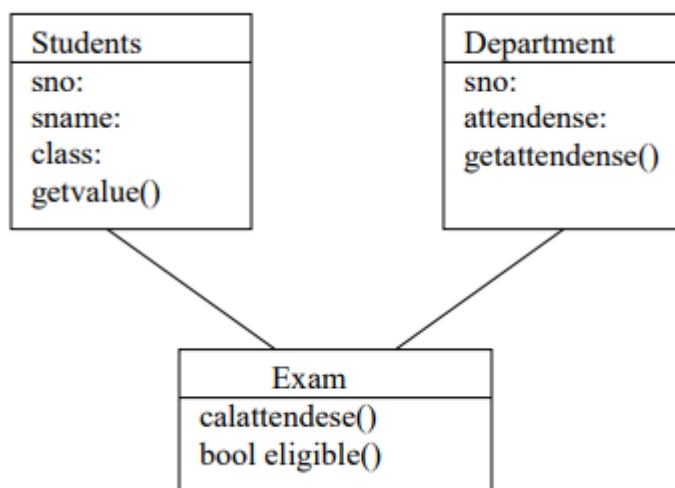 Students
sno:
sname:
class:
getvalue()
Department
sno:
attendense:
getattendense()
Exam
calattendese()
bool eligible()